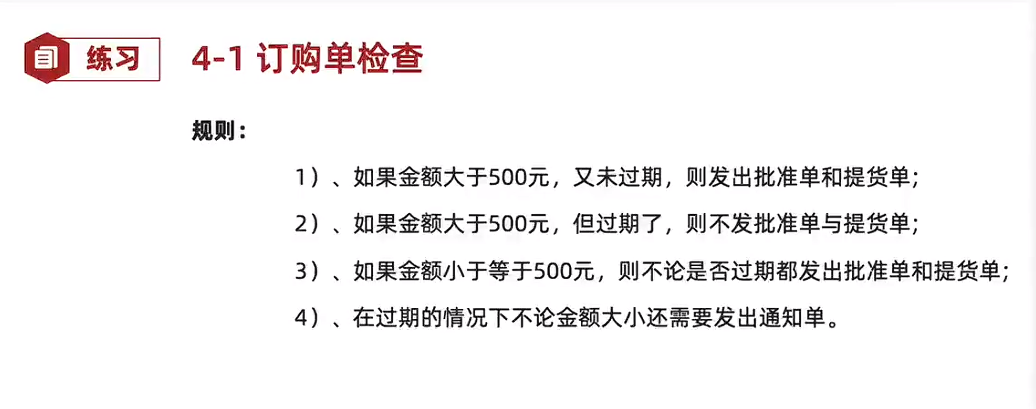 练习
4-1 订购单检查
规则：
1）、如果金额大于500元，又未过期，则发出批准单和提货单；
2）、如果金额大于500元，但过期了，则不发批准单与提货单；
3）、如果金额小于等于500元，则不论是否过期都发出批准单和提货单；
4）、在过期的情况下不论金额大小还需要发出通知单。